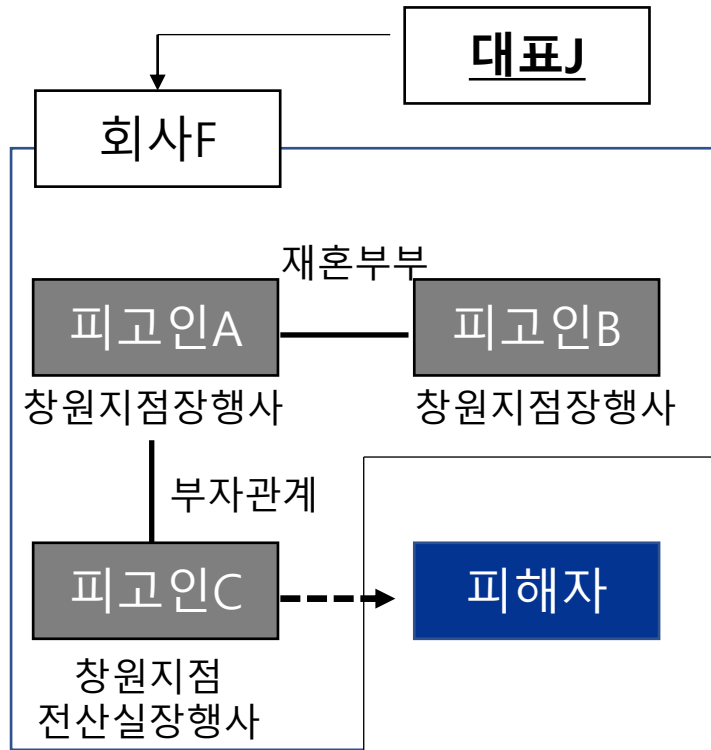 대표J
회사F
재혼부부
피고인A
피고인B
창원지점장행사
창원지점장행사
부자관계
피고인C
피해자
창원지점
전산실장행사